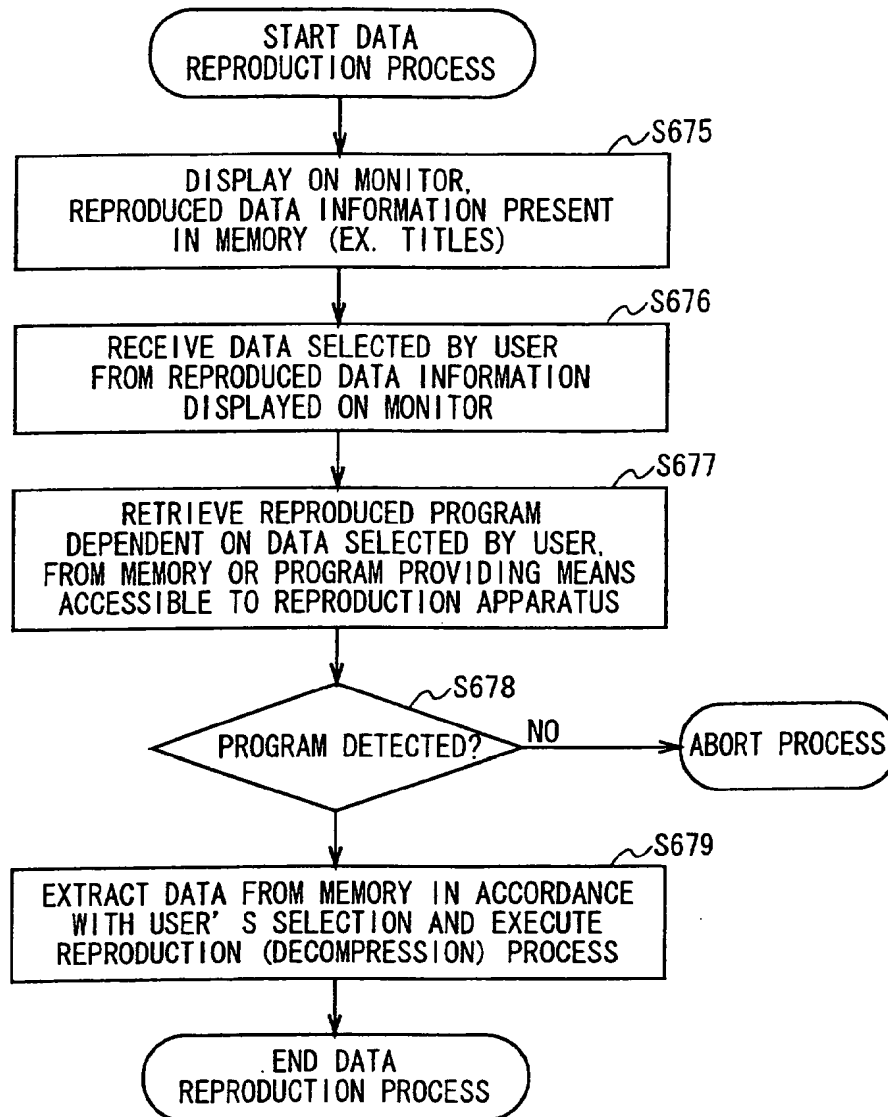 START DATA
REPRODUCTION PROCESS
S675
DISPLAY ON MONITOR,
REPRODUCED DATA INFORMATION PRESENT
IN MEMORY (EX. TITLES)
S676
RECEIVE DATA SELECTED BY USER
FROM REPRODUCED DATA INFORMATION
DISPLAYED ON MONITOR
S677
RETRIEVE REPRODUCED PROGRAM
DEPENDENT ON DATA SELECTED BY USER,
FROM MEMORY OR PROGRAM PROVIDING MEANS
ACCESSIBLE TO REPRODUCTION APPARATUS
S678
PROGRAM DETECTED?
NO
ABORT PROCESS
S679
EXTRACT DATA FROM MEMORY IN ACCORDANCE
WITH USER'S SELECTION AND EXECUTE
REPRODUCTION (DECOMPRESSION) PROCESS
END DATA
REPRODUCTION PROCESS